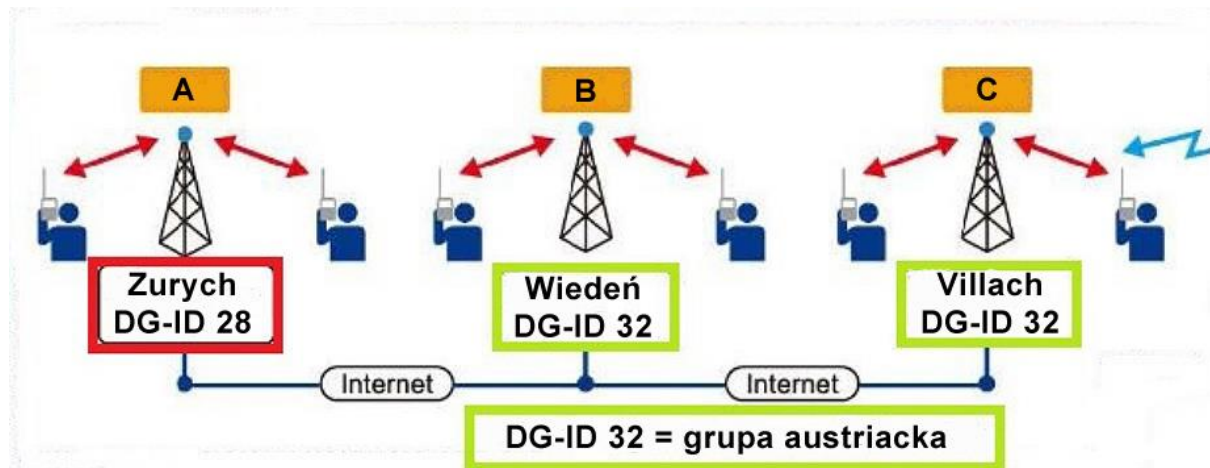 A
B
C
Zurych
DG-ID 28
Wiedeń
DG-ID 32
Villach
DG-ID 32
Internet
Internet
DG-ID 32 = grupa austriacka